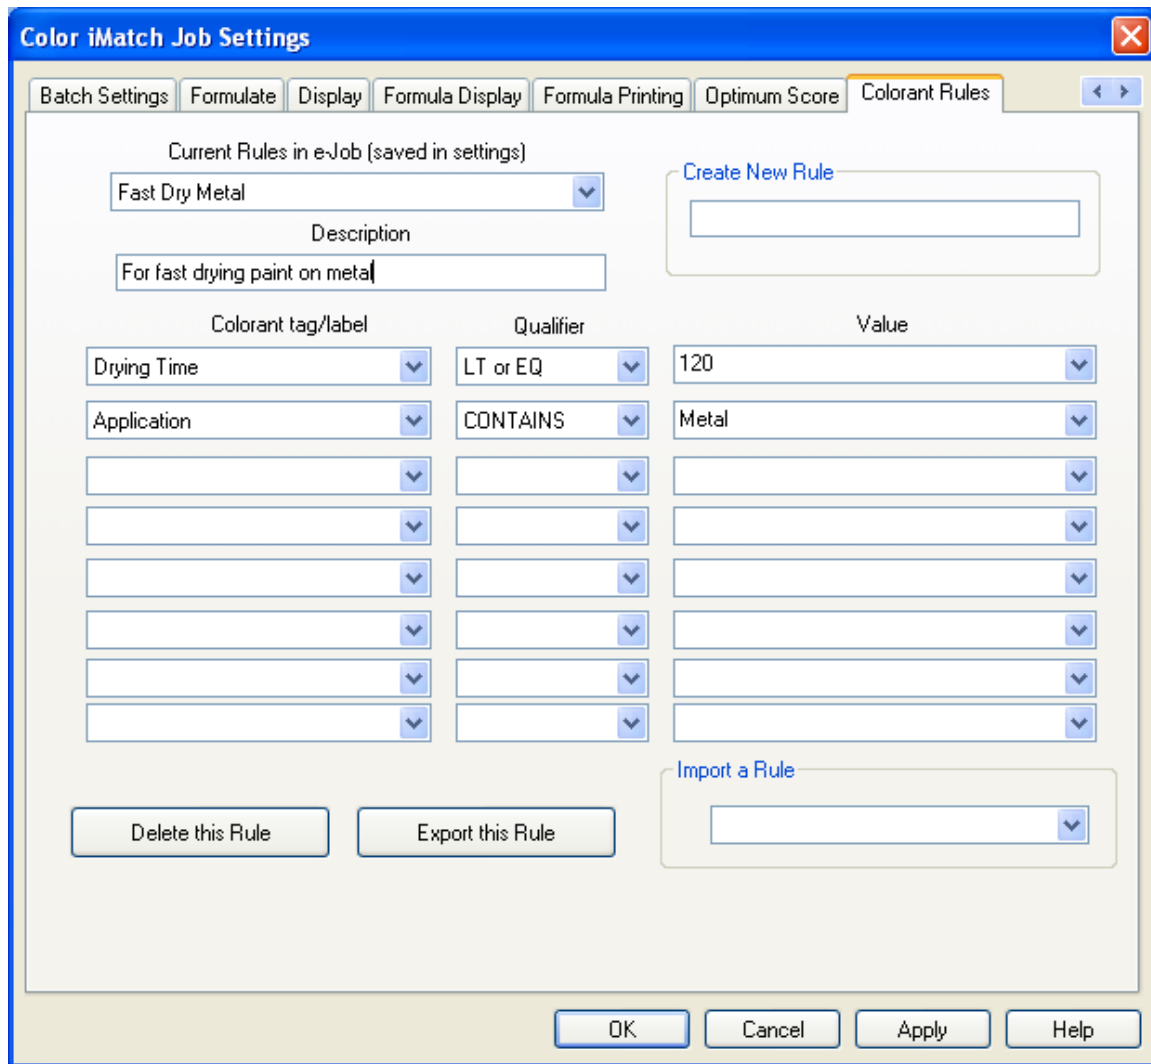 Color iMatch Job Settings
Batch Settings Formulate Display Formula Display Formula Printing Optimum Score Colorant Rules
Current Rules in e-Job (saved in settings)
Fast Dry Metal
Create New Rule
Description
For fast drying paint on metal
Colorant tag/label Qualifier Value
Drying Time LT or EQ 120
Application CONTAINS Metal
Import a Rule
Delete this Rule Export this Rule
OK Cancel Apply Help